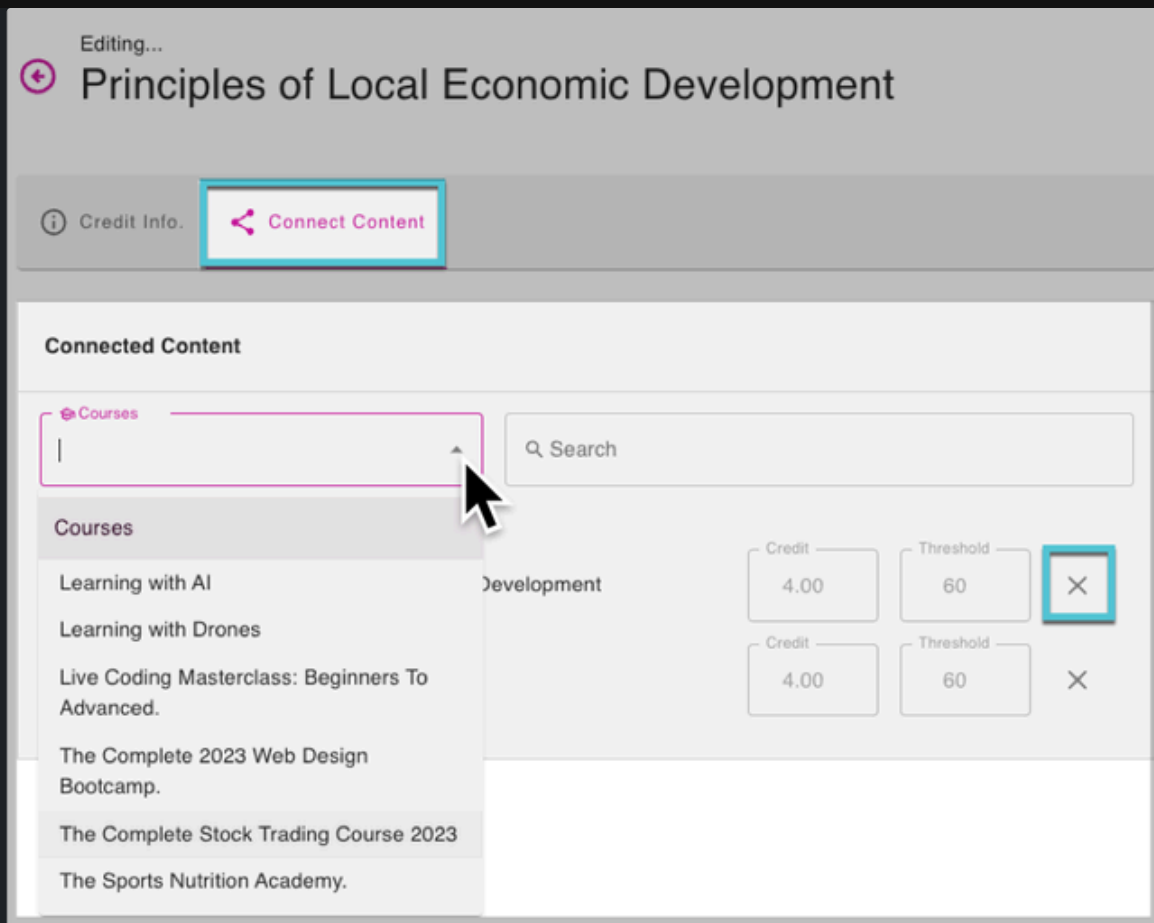 Editing...
Principles of Local Economic Development
Credit Info.
Connect Content
Connected Content
Courses
Search
Courses
Learning with AI
Learning with Drones
Live Coding Masterclass: Beginners To
Advanced.
The Complete 2023 Web Design
Bootcamp.
The Complete Stock Trading Course 2023
The Sports Nutrition Academy.
Development
Credit
4.00
Threshold
60
Credit
4.00
Threshold
60